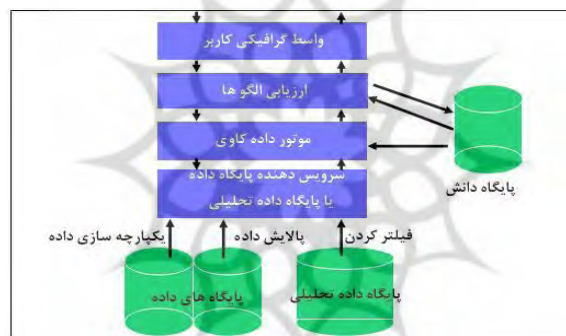 واسط گرافیکی کاربر
ارزیابی الگو ها
موتور داده کاوی
سرویس دهنده پایگاه داده
یا پایگاه داده تحلیلی
پایگاه دانش
یکپارچه سازی داده
پالایش داده
فیلتر کردن
پایگاه های داده
پایگاه داده تحلیلی